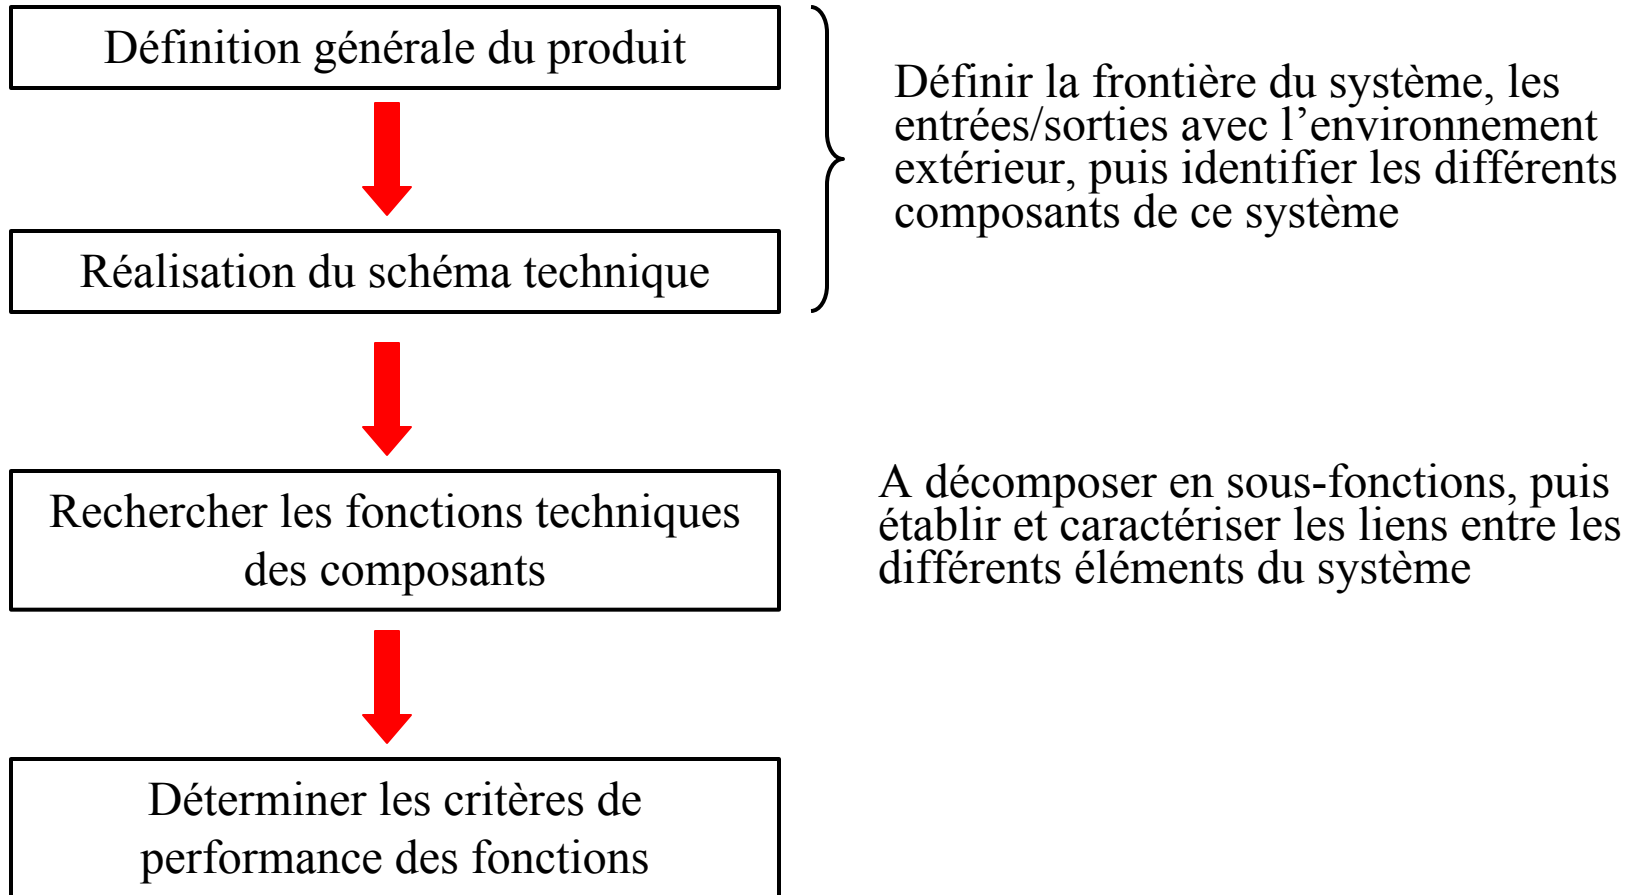 Définition générale du produit
Définir la frontière du système, les
entrées/sorties avec l’environnement
extérieur, puis identifier les différents
composants de ce système
Réalisation du schéma technique
Rechercher les fonctions techniques
des composants
A décomposer en sous-fonctions, puis
établir et caractériser les liens entre les
différents éléments du système
Déterminer les critères de
performance des fonctions